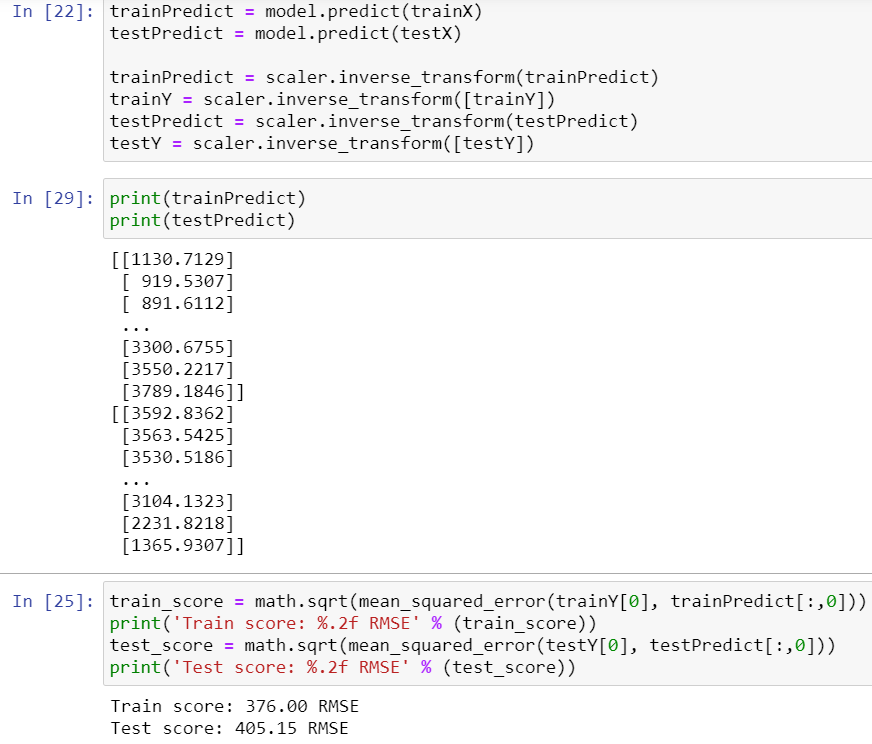 In [22]: trainPredict = model.predict(trainX)
testPredict = model.predict(testX)
trainPredict = scaler.inverse_transform(trainPredict)
trainY = scaler.inverse_transform([trainY])
testPredict = scaler.inverse_transform(testPredict)
testY = scaler.inverse_transform([testY])
In [29]: print(trainPredict)
print(testPredict)
[[1130.7129]
[ 919.5307]
[ 891.6112]
...
[3300.6755]
[3550.2217]
[3789.1846]]
[[3592.8362]
[3563.5425]
[3530.5186]
...
[3104.1323]
[2231.8218]
[1365.9307]]
In [25]: train_score = math.sqrt(mean_squared_error(trainY[0], trainPredict[:,0]))
print('Train score: %.2f RMSE' % (train_score))
test_score = math.sqrt(mean_squared_error(testY[0], testPredict[:,0]))
print('Test score: %.2f RMSE' % (test_score))
Train score: 376.00 RMSE
Test score: 405.15 RMSE